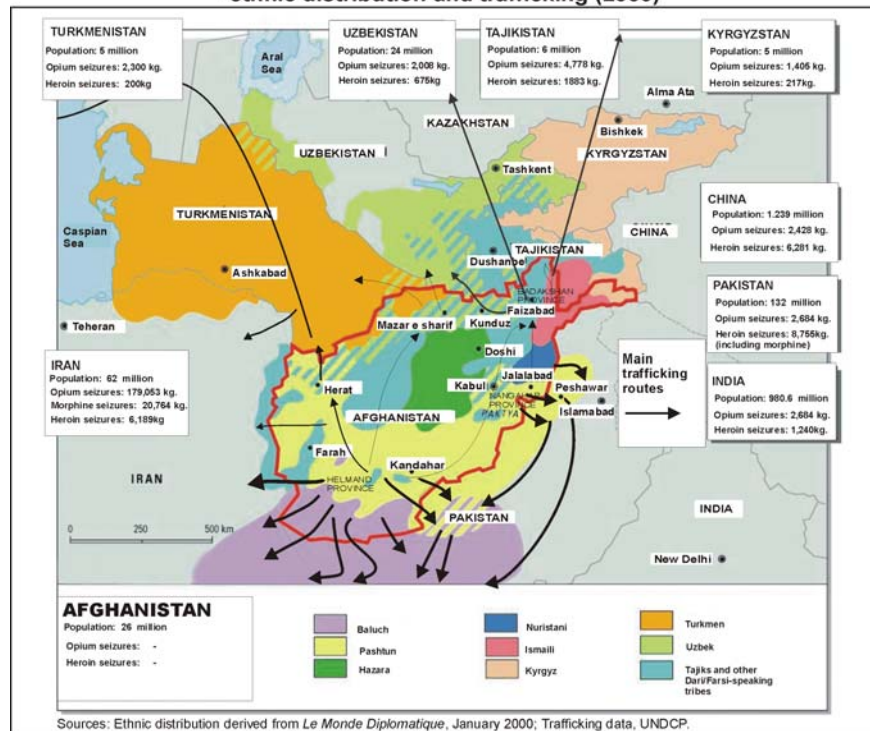 TURKMENISTAN
Population: 5 million
Opium seizures: 2,300 kg.
Heroin seizures: 200kg
UZBEKISTAN
Population: 24 million
Opium seizures: 2,008 kg.
Heroin seizures: 675kg
TAJIKISTAN
Population: 6 million
Opium seizures: 4,778 kg.
Heroin seizures: 1883 kg.
KYRGYZSTAN
Population: 5 million
Opium seizures: 1,405 kg.
Heroin seizures: 217kg.
Aral
Sea
Alma Ata
KAZAKHSTAN
Bishkek
UZBEKISTAN
KYRGYZSTAN
Tashkent
TURKMENISTAN
CHINA
Population: 1.239 million
Opium seizures: 2,428 kg.
Heroin seizures: 6,281 kg.
CHINA
Caspian
Sea
TAJIKISTAN
Dushanbe
Ashkabad
BADAKSHAN
PROVINCE
PAKISTAN
Population: 132 million
Opium seizures: 2,684 kg.
Heroin seizures: 8,755kg.
(including morphine)
Faizabad
Teheran
Mazar e sharif
Kunduz
Doshi
Main
trafficking
routes
IRAN
Population: 62 million
Opium seizures: 179,053 kg.
Morphine seizures: 20,764 kg.
Heroin seizures: 6,189kg
INDIA
Population: 980.6 million
Opium seizures: 2,684 kg.
Heroin seizures: 1,240kg.
Jalalabad
Peshawar
Herat
Kabul
PROVINCE
PAKTYA
Islamabad
AFGHANISTAN
Farah
Kandahar
IRAN
HELMAND
PROVINCE
INDIA
PAKISTAN
0 250 500 km
New Delhi
AFGHANISTAN
Population: 26 million
Opium seizures: -
Heroin seizures: -
Baluch
Nuristani
Turkmen
Pashtun
Ismaili
Uzbek
Hazara
Kyrgyz
Tajiks and other
Dari/Farsi-speaking
tribes
Sources: Ethnic distribution derived from Le Monde Diplomatique, January 2000; Trafficking data, UNDCP.